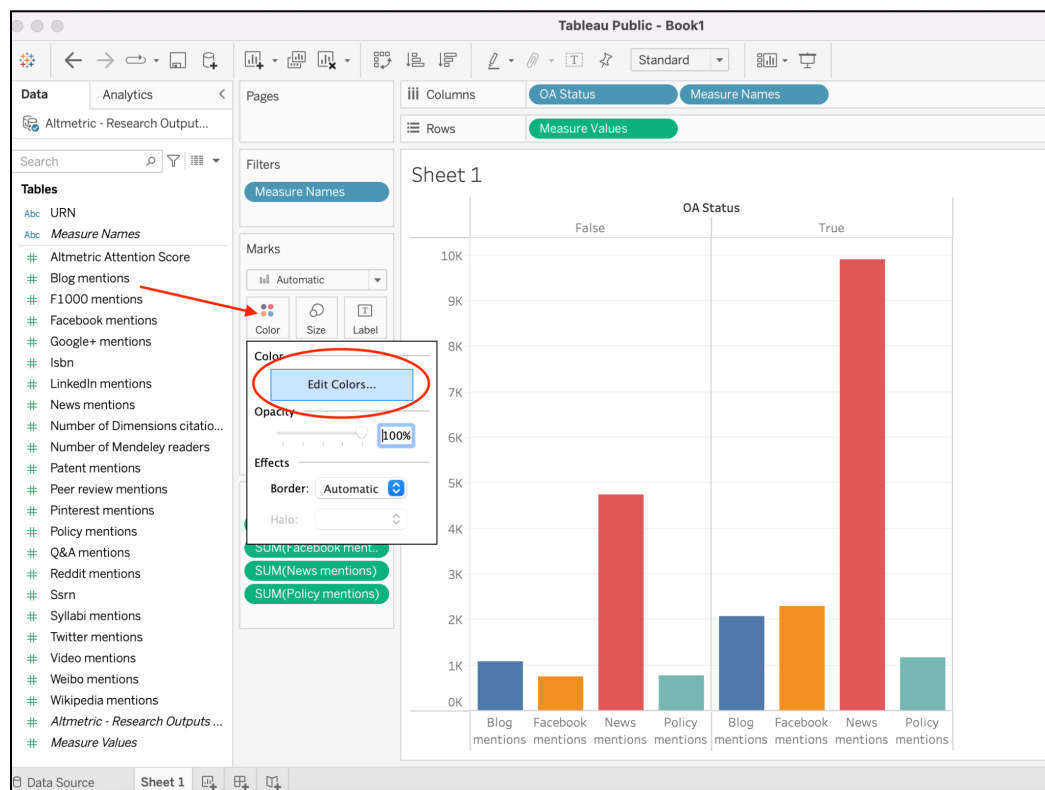 Tableau Public - Book1
Standard
Data
Analytics
Altmetric - Research Output...
Search
Tables
Abc URN
Abc Measure Names
# Altmetric Attention Score
# Blog mentions
# F1000 mentions
# Facebook mentions
# Google+ mentions
# Isbn
# LinkedIn mentions
# News mentions
# Number of Dimensions citatio...
# Number of Mendeley readers
# Patent mentions
# Peer review mentions
# Pinterest mentions
# Policy mentions
# Q&A mentions
# Reddit mentions
# Ssrn
# Syllabi mentions
# Twitter mentions
# Video mentions
# Weibo mentions
# Wikipedia mentions
# Altmetric - Research Outputs ...
# Measure Values
Pages
Filters
Measure Names
Marks
Automatic
Color Size Label
Color
Edit Colors...
Opacity
100%
Effects
Border: Automatic
Halo:
SUM(Facebook ment..
SUM(News mentions)
SUM(Policy mentions)
Columns OA Status Measure Names
Rows Measure Values
Sheet 1
OA Status
False True
10K
9K
8K
7K
6K
5K
4K
3K
2K
1K
0K
Blog Facebook News Policy Blog Facebook News Policy
mentions mentions mentions mentions mentions mentions mentions mentions
Data Source Sheet 1